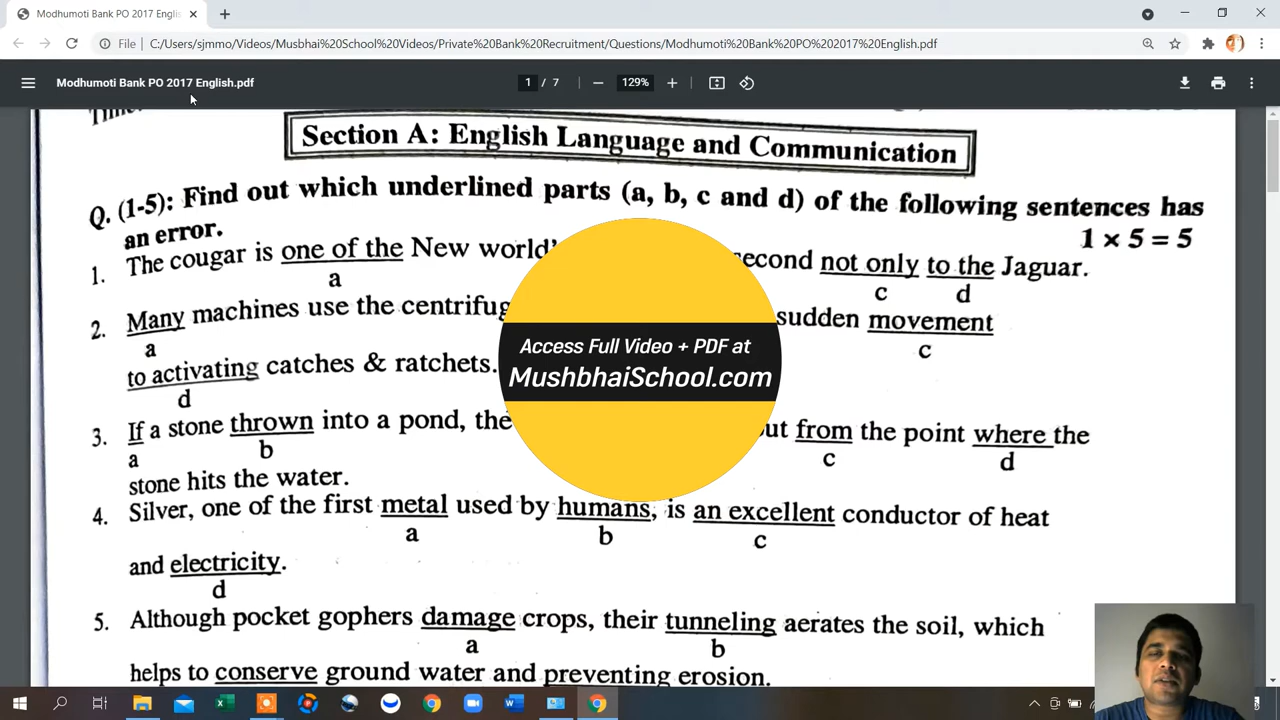 Modhumoti Bank PO 2017 English
File C:/Users/sjmmo/Videos/Musbhai%20School%20Videos/Private%20Bank%20Recruitment/Questions/Modhumoti%20Bank%20PO%202017%20English.pdf
Modhumoti Bank PO 2017 English.pdf
1 / 7
129%
Section A: English Language and Communication
Q. (1-5): Find out which underlined parts (a, b, c and d) of the following sentences has
an error.
1 × 5 = 5
1. The cougar is one of the New world' second not only to the Jaguar.
a c d
2. Many machines use the centrifug sudden movement
a c
to activating catches & ratchets.
d
3. If a stone thrown into a pond, the out from the point where the
a b c d
stone hits the water.
4. Silver, one of the first metal used by humans, is an excellent conductor of heat
a b c
and electricity.
d
5. Although pocket gophers damage crops, their tunneling aerates the soil, which
a b
helps to conserve ground water and preventing erosion.
Access Full Video + PDF at
MushbhaiSchool.com